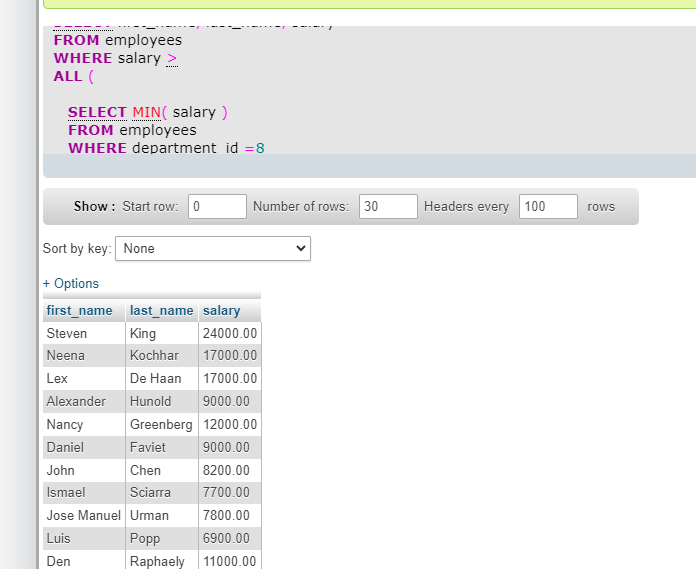 SELECT first_name, last_name, salary
FROM employees
WHERE salary >
ALL (
SELECT MIN( salary )
FROM employees
WHERE department_id =8
Show : Start row: 0 Number of rows: 30 Headers every 100 rows
Sort by key: None
+ Options
first_name last_name salary
Steven King 24000.00
Neena Kochhar 17000.00
Lex De Haan 17000.00
Alexander Hunold 9000.00
Nancy Greenberg 12000.00
Daniel Faviet 9000.00
John Chen 8200.00
Ismael Sciarra 7700.00
Jose Manuel Urman 7800.00
Luis Popp 6900.00
Den Raphaely 11000.00